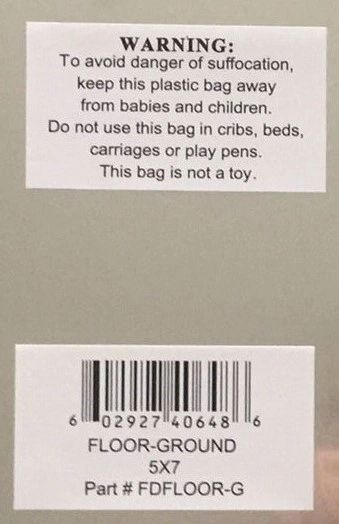 WARNING:
To avoid danger of suffocation,
keep this plastic bag away
from babies and children.
Do not use this bag in cribs, beds,
carriages or play pens.
This bag is not a toy.
6 02927 40648 6
FLOOR-GROUND
5X7
Part # FDFLOOR-G